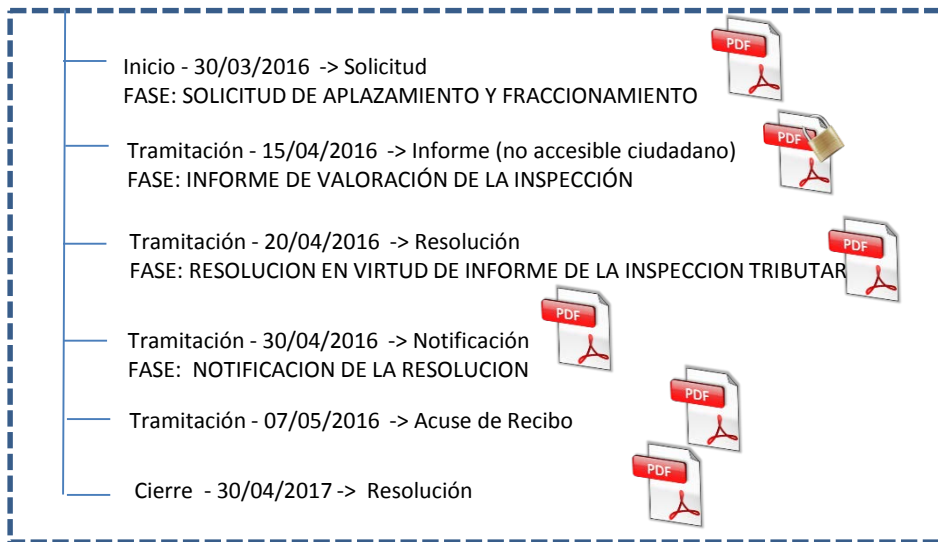 PDF
Inicio - 30/03/2016 -> Solicitud
FASE: SOLICITUD DE APLAZAMIENTO Y FRACCIONAMIENTO
PDF
Tramitación - 15/04/2016 -> Informe (no accesible ciudadano)
FASE: INFORME DE VALORACIÓN DE LA INSPECCIÓN
Tramitación - 20/04/2016 -> Resolución
PDF
FASE: RESOLUCION EN VIRTUD DE INFORME DE LA INSPECCION TRIBUTAR
PDF
Tramitación - 30/04/2016 -> Notificación
FASE: NOTIFICACION DE LA RESOLUCION
PDF
Tramitación - 07/05/2016 -> Acuse de Recibo
PDF
Cierre - 30/04/2017 -> Resolución